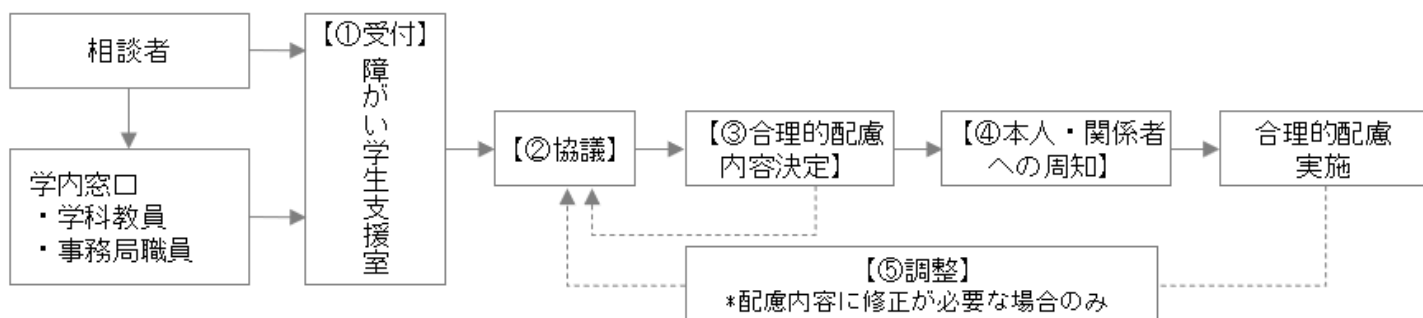 相談者
学内窓口
・学科教員
・事務局職員
【①受付】
障がい学生支援室
【②協議】
【③合理的配慮
内容決定】
【④本人・関係者
への周知】
合理的配慮
実施
【⑤調整】
*配慮内容に修正が必要な場合のみ